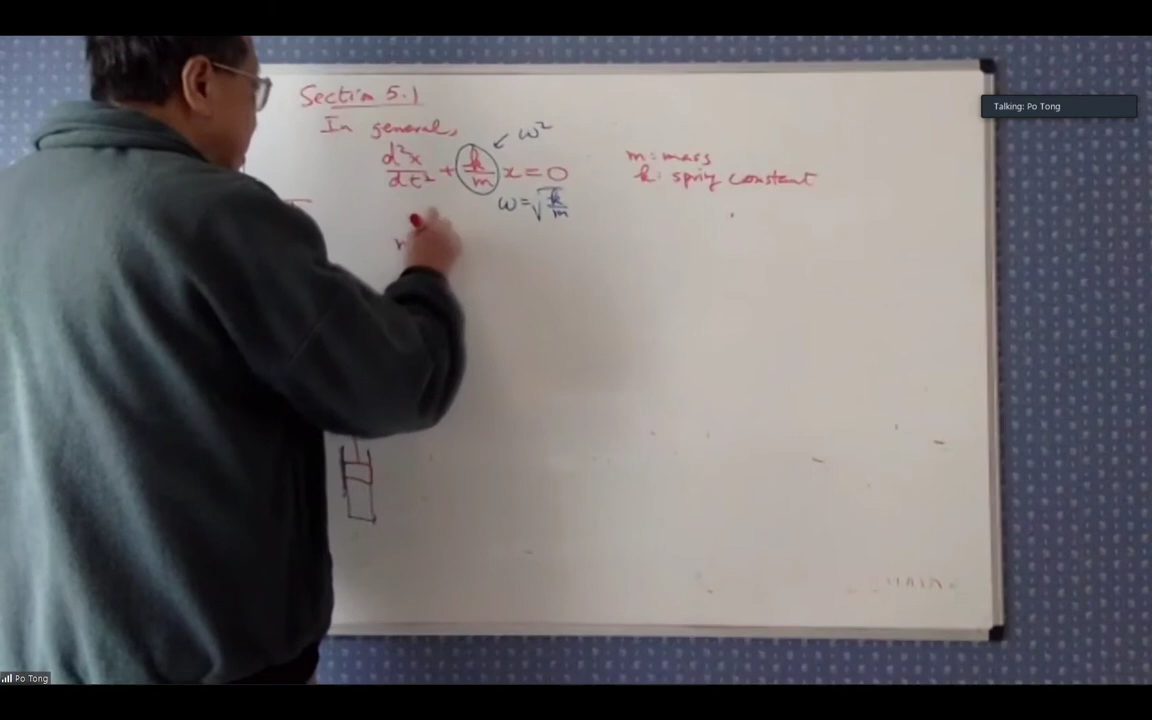 Section 5.1
In general,
ω²
d²x/dt² + k/m x = 0
ω = √k/m
m: mass
k: spring constant
Talking: Po Tong
Po Tong